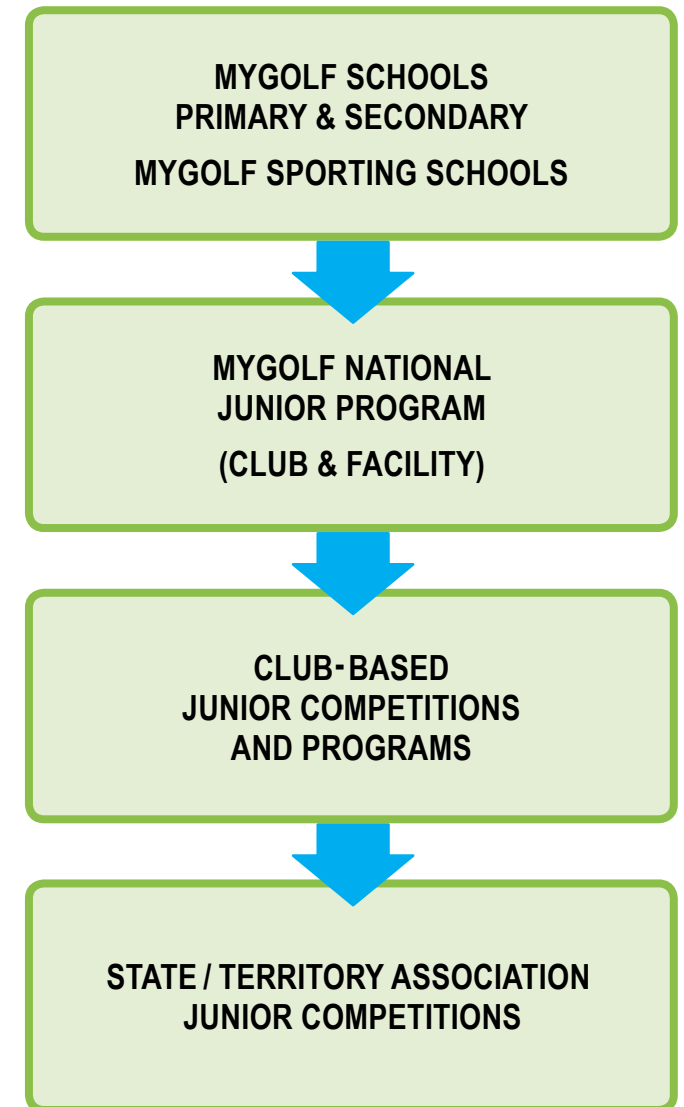 MYGOLF SCHOOLS
PRIMARY & SECONDARY
MYGOLF SPORTING SCHOOLS
MYGOLF NATIONAL
JUNIOR PROGRAM
(CLUB & FACILITY)
CLUB-BASED
JUNIOR COMPETITIONS
AND PROGRAMS
STATE / TERRITORY ASSOCIATION
JUNIOR COMPETITIONS